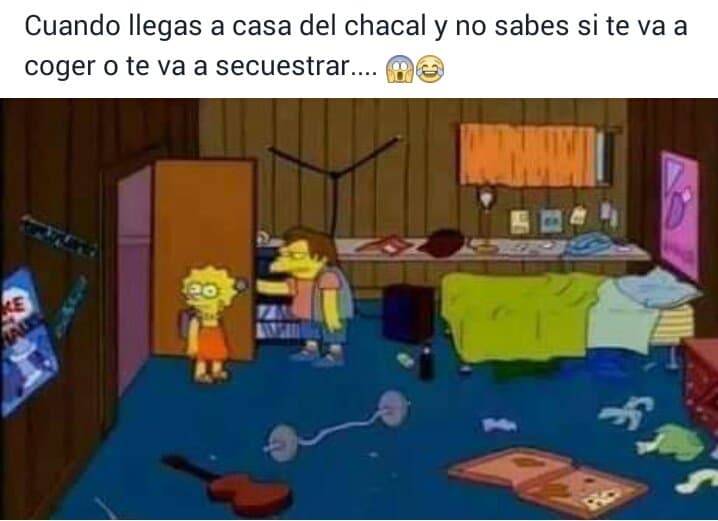 Cuando llegas a casa del chacal y no sabes si te va a
coger o te va a secuestrar.... 😱😂